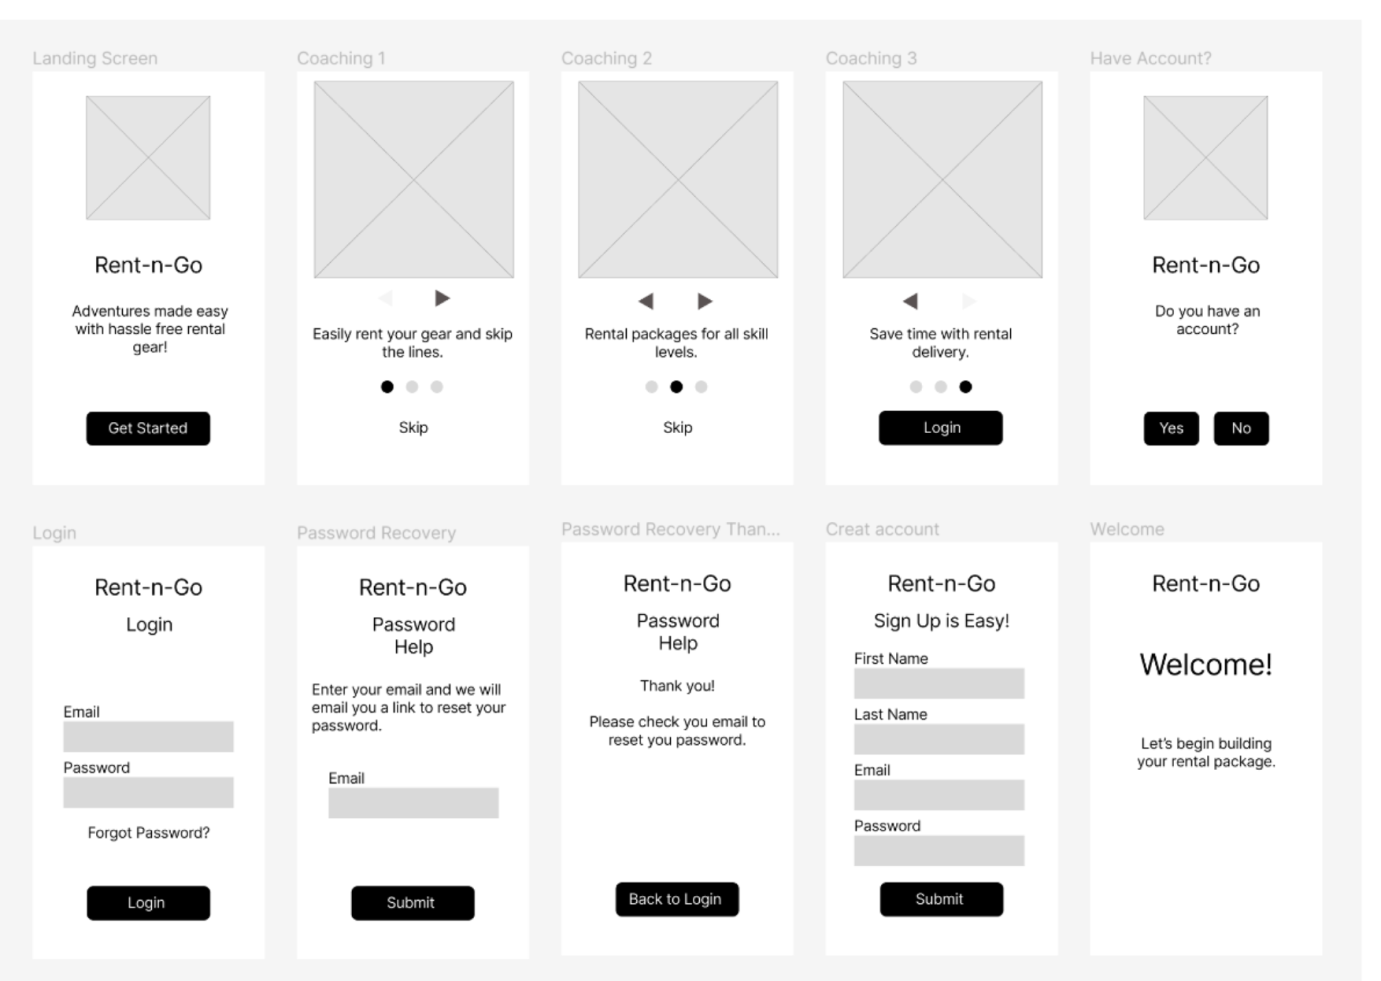 Landing Screen
Rent-n-Go
Adventures made easy
with hassle free rental
gear!
Get Started
Coaching 1
Easily rent your gear and skip
the lines.
Skip
Coaching 2
Rental packages for all skill
levels.
Skip
Coaching 3
Save time with rental
delivery.
Login
Have Account?
Rent-n-Go
Do you have an
account?
Yes
No
Login
Rent-n-Go
Login
Email
Password
Forgot Password?
Login
Password Recovery
Rent-n-Go
Password
Help
Enter your email and we will
email you a link to reset your
password.
Email
Submit
Password Recovery Than...
Rent-n-Go
Password
Help
Thank you!
Please check you email to
reset you password.
Back to Login
Creat account
Rent-n-Go
Sign Up is Easy!
First Name
Last Name
Email
Password
Submit
Welcome
Rent-n-Go
Welcome!
Let's begin building
your rental package.